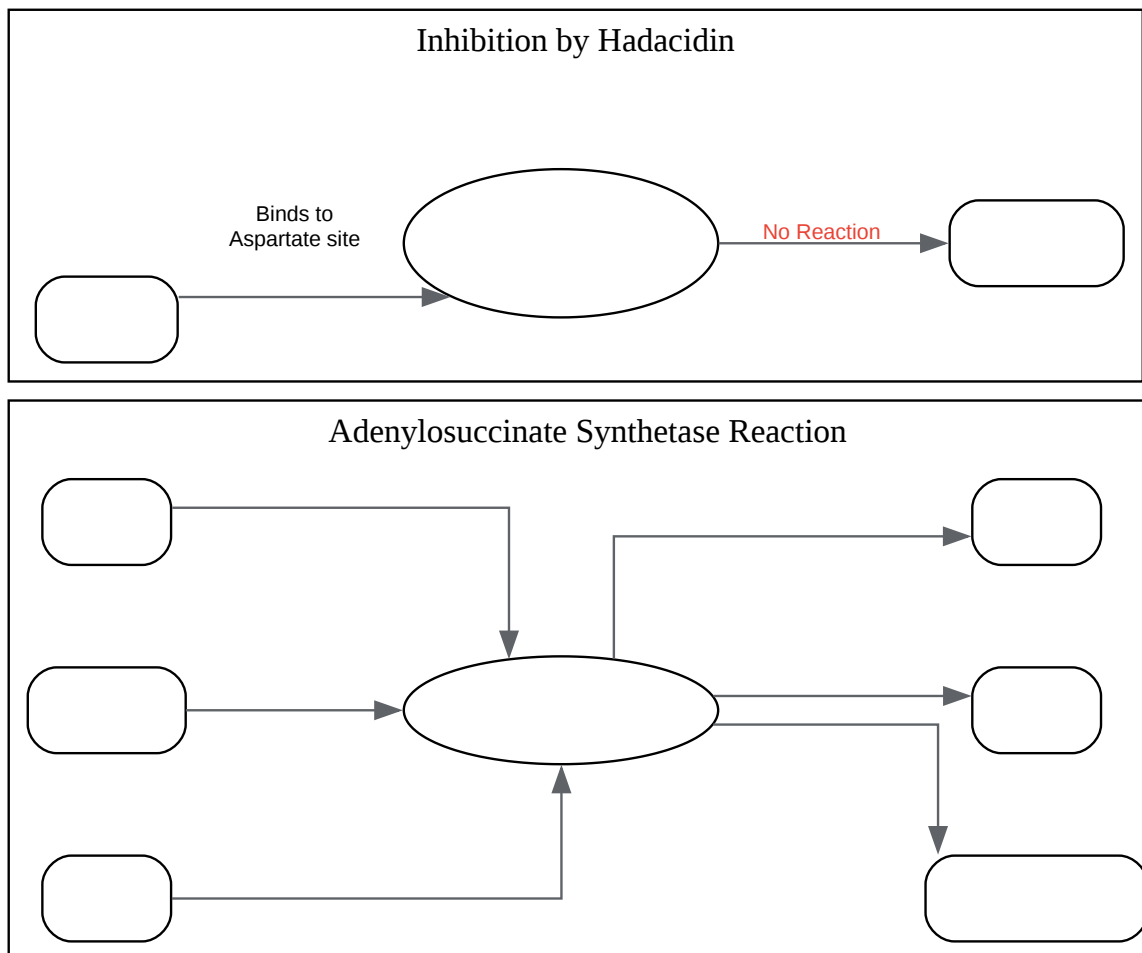 Inhibition by Hadacidin
Binds to
Aspartate site
No Reaction
Adenylosuccinate Synthetase Reaction